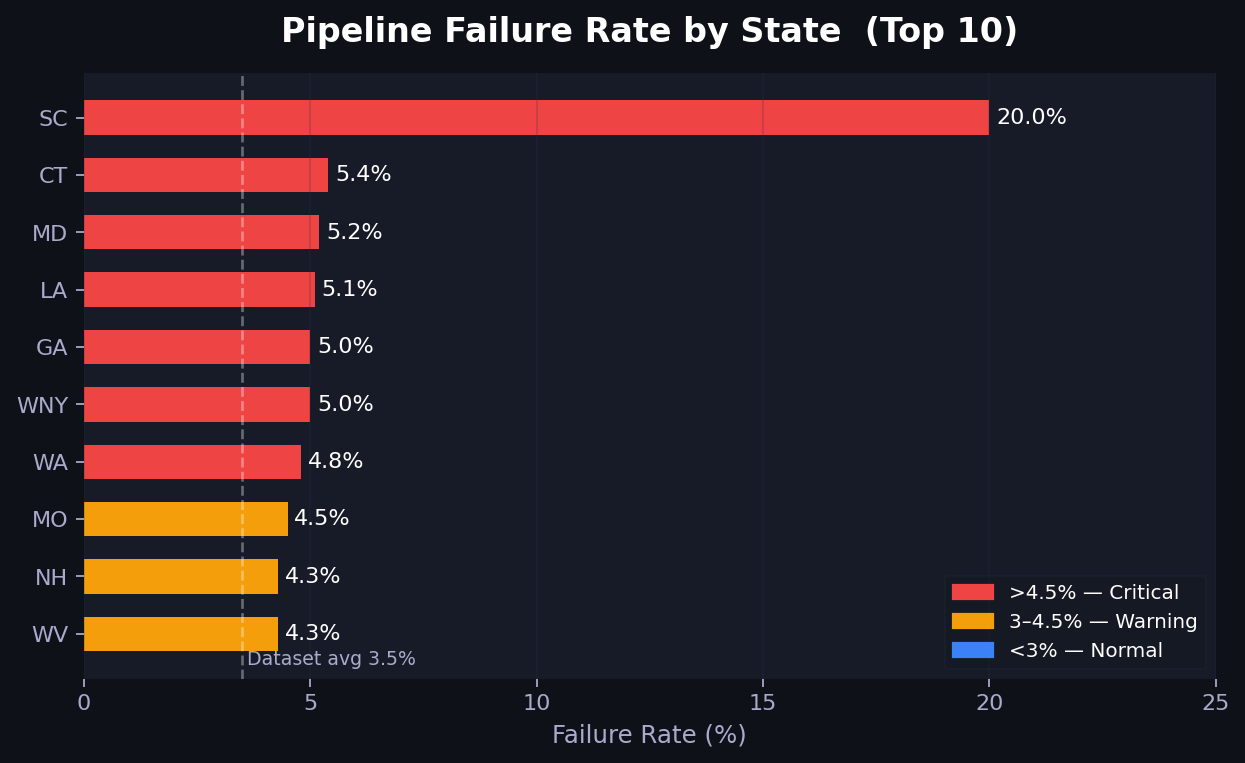 Pipeline Failure Rate by State  (Top 10)
SC 20.0%
CT 5.4%
MD 5.2%
LA 5.1%
GA 5.0%
WNY 5.0%
WA 4.8%
MO 4.5%
NH 4.3%
WV 4.3%
Dataset avg 3.5%
>4.5% — Critical
3–4.5% — Warning
<3% — Normal
0 5 10 15 20 25
Failure Rate (%)